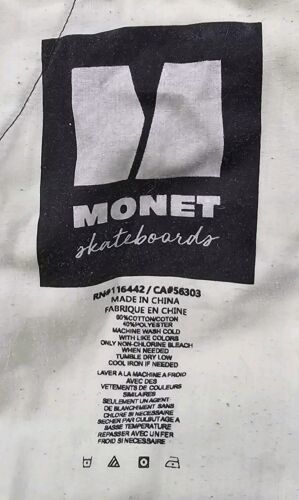 MONET
skateboards
RN#116442 / CA#56303
MADE IN CHINA
FABRIQUE EN CHINE
60%COTTON/COTON
40%POLYESTER
MACHINE WASH COLD
WITH LIKE COLORS
ONLY NON-CHLORINE BLEACH
WHEN NEEDED
TUMBLE DRY LOW
COOL IRON IF NEEDED
LAVER A LA MACHINE A FROID
AVEC DES
VETEMENTS DE COULEURS
SIMILAIRES
SEULEMENT UN AGENT
DE BLANCHIMENT SANS
CHLORE SI NECESSAIRE
SECHER PAR CULBUTAGE A
BASSE TEMPERATURE
REPASSER AVEC UN FER
FROID SI NECESSAIRE